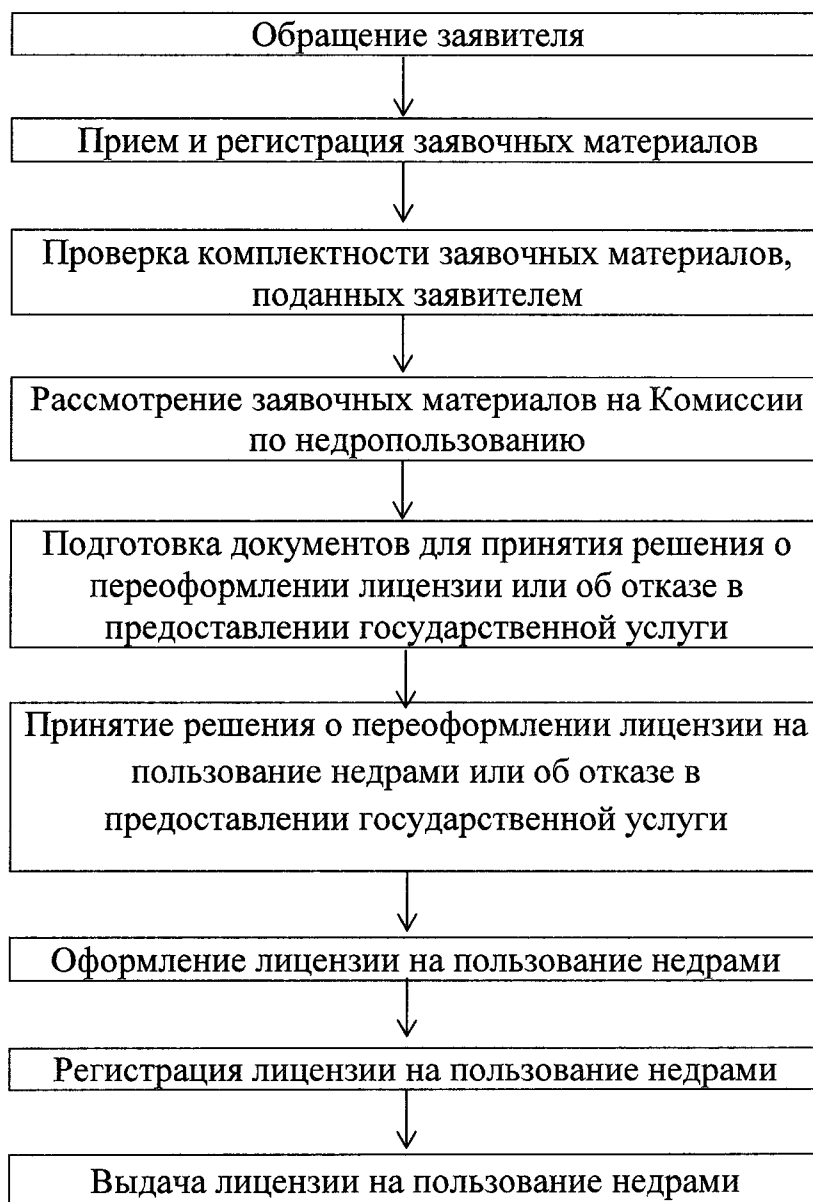 Обращение заявителя
Прием и регистрация заявочных материалов
Проверка комплектности заявочных материалов,
поданных заявителем
Рассмотрение заявочных материалов на Комиссии
по недропользованию
Подготовка документов для принятия решения о
переоформлении лицензии или об отказе в
предоставлении государственной услуги
Принятие решения о переоформлении лицензии на
пользование недрами или об отказе в
предоставлении государственной услуги
Оформление лицензии на пользование недрами
Регистрация лицензии на пользование недрами
Выдача лицензии на пользование недрами